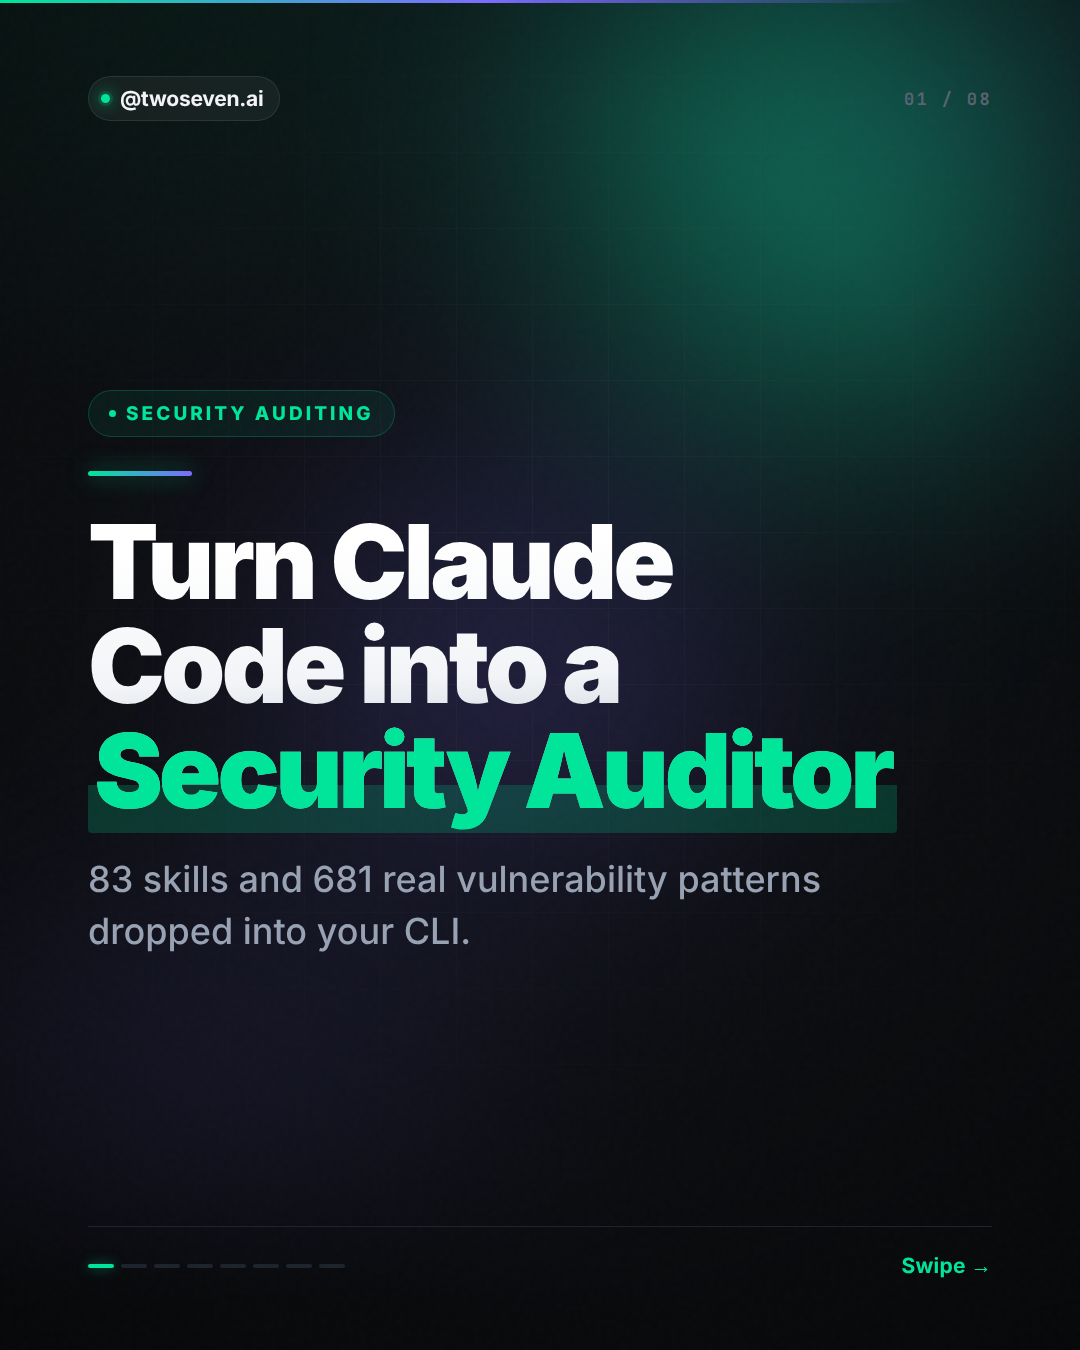 @twoseven.ai
01 / 08
SECURITY AUDITING
Turn Claude
Code into a
Security Auditor
83 skills and 681 real vulnerability patterns
dropped into your CLI.
Swipe →